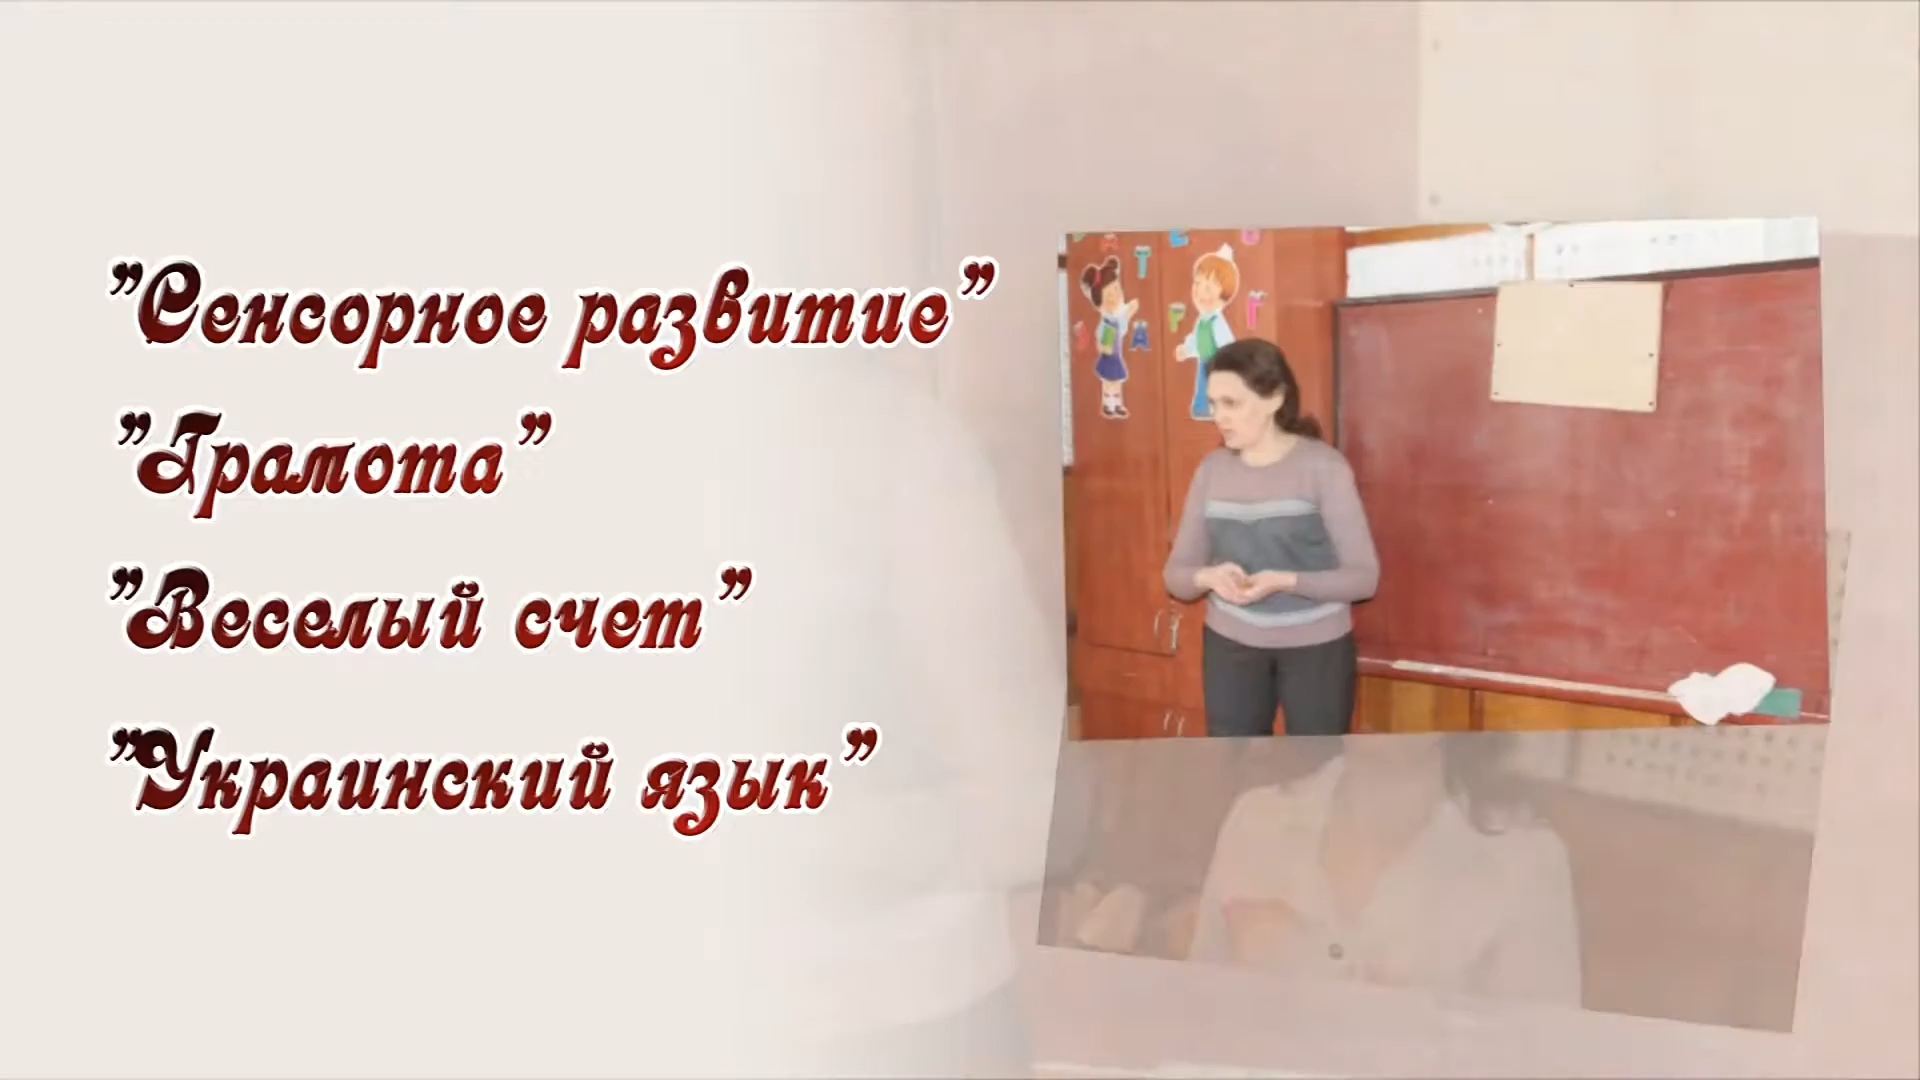 "Сенсорное развитие"
"Грамота"
"Веселый счет"
"Украинский язык"